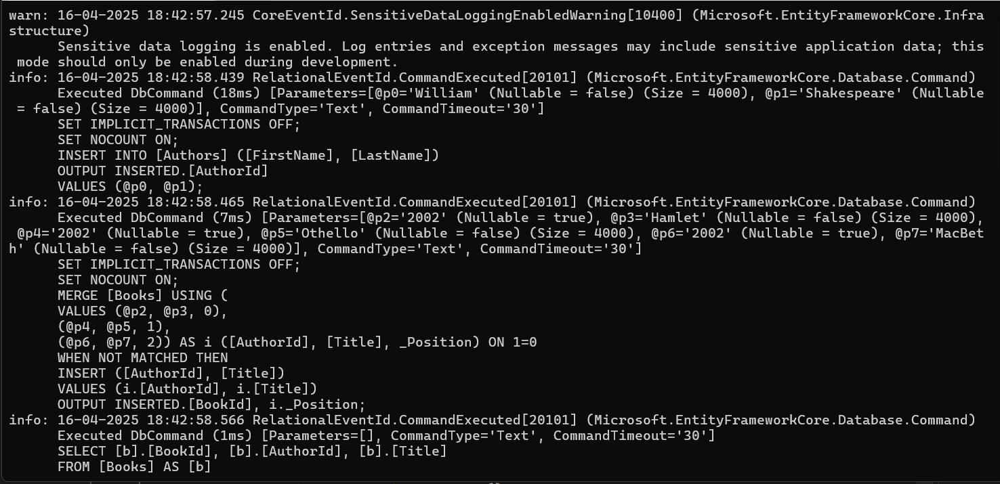 warn: 16-04-2025 18:42:57.245 CoreEventId.SensitiveDataLoggingEnabledWarning[10400] (Microsoft.EntityFrameworkCore.Infra
structure)
      Sensitive data logging is enabled. Log entries and exception messages may include sensitive application data; this
 mode should only be enabled during development.
info: 16-04-2025 18:42:58.439 RelationalEventId.CommandExecuted[20101] (Microsoft.EntityFrameworkCore.Database.Command)
      Executed DbCommand (18ms) [Parameters=[@p0='William' (Nullable = false) (Size = 4000), @p1='Shakespeare' (Nullable
 = false) (Size = 4000)], CommandType='Text', CommandTimeout='30']
      SET IMPLICIT_TRANSACTIONS OFF;
      SET NOCOUNT ON;
      INSERT INTO [Authors] ([FirstName], [LastName])
      OUTPUT INSERTED.[AuthorId]
      VALUES (@p0, @p1);
info: 16-04-2025 18:42:58.465 RelationalEventId.CommandExecuted[20101] (Microsoft.EntityFrameworkCore.Database.Command)
      Executed DbCommand (7ms) [Parameters=[@p2='2002' (Nullable = true), @p3='Hamlet' (Nullable = false) (Size = 4000),
 @p4='2002' (Nullable = true), @p5='Othello' (Nullable = false) (Size = 4000), @p6='2002' (Nullable = true), @p7='MacBet
h' (Nullable = false) (Size = 4000)], CommandType='Text', CommandTimeout='30']
      SET IMPLICIT_TRANSACTIONS OFF;
      SET NOCOUNT ON;
      MERGE [Books] USING (
      VALUES (@p2, @p3, 0),
      (@p4, @p5, 1),
      (@p6, @p7, 2)) AS i ([AuthorId], [Title], _Position) ON 1=0
      WHEN NOT MATCHED THEN
      INSERT ([AuthorId], [Title])
      VALUES (i.[AuthorId], i.[Title])
      OUTPUT INSERTED.[BookId], i._Position;
info: 16-04-2025 18:42:58.566 RelationalEventId.CommandExecuted[20101] (Microsoft.EntityFrameworkCore.Database.Command)
      Executed DbCommand (1ms) [Parameters=[], CommandType='Text', CommandTimeout='30']
      SELECT [b].[BookId], [b].[AuthorId], [b].[Title]
      FROM [Books] AS [b]